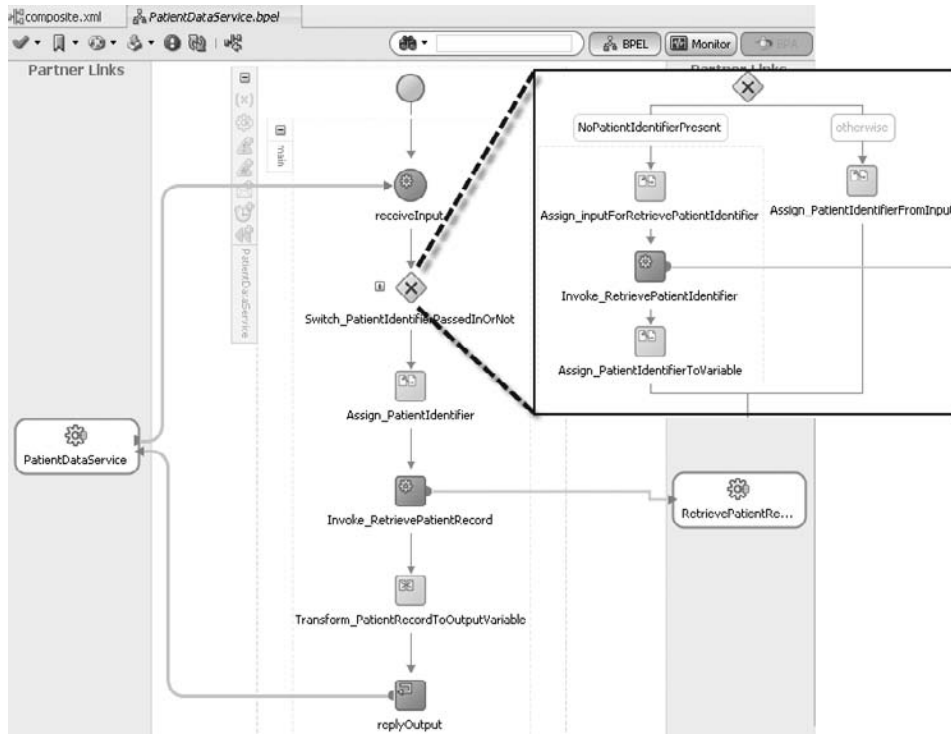 composite.xml
PatientDataService.bpel
BPEL
Monitor
BPA
Partner Links
Partner Links
main
PatientDataService
receiveInput
Switch_PatientIdentifierPassedInOrNot
NoPatientIdentifierPresent
otherwise
Assign_inputForRetrievePatientIdentifier
Assign_PatientIdentifierFromInput
Invoke_RetrievePatientIdentifier
Assign_PatientIdentifierToVariable
Assign_PatientIdentifier
PatientDataService
Invoke_RetrievePatientRecord
RetrievePatientRe...
Transform_PatientRecordToOutputVariable
replyOutput